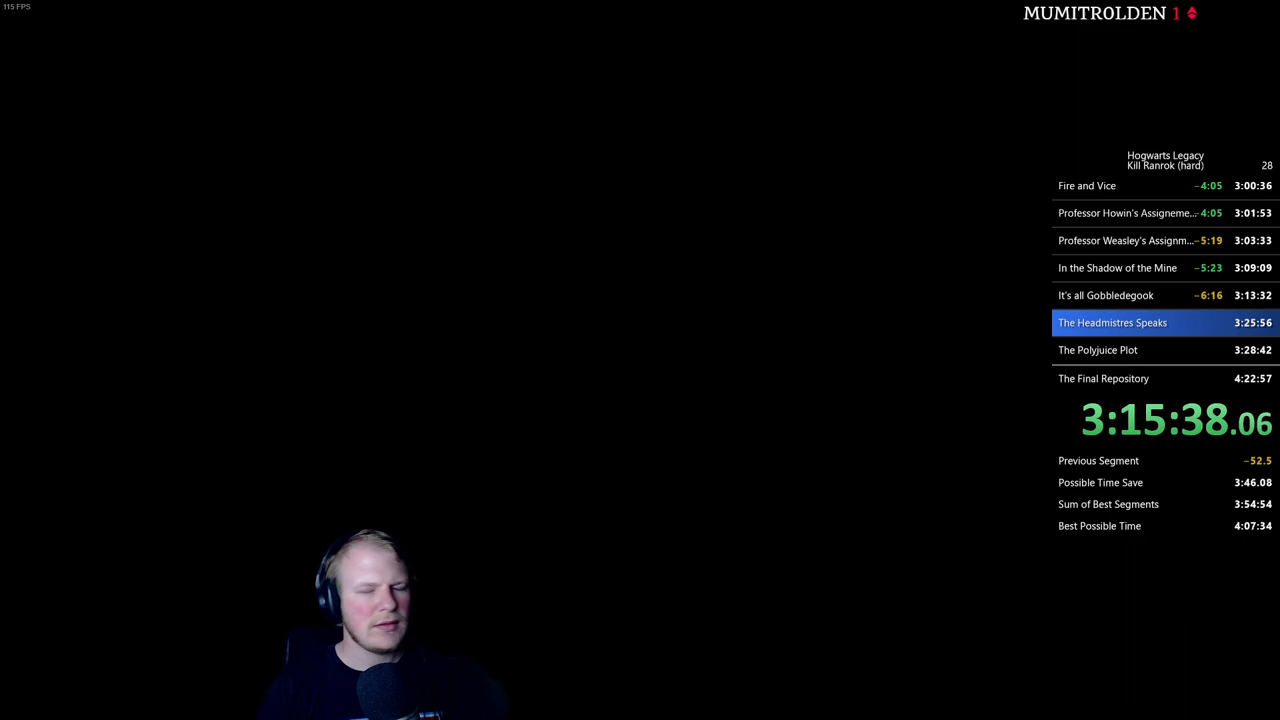 115 FPS
MUMITR0LDEN 1
Hogwarts Legacy
Kill Ranrok (hard) 28
Fire and Vice -4:05 3:00:36
Professor Howin's Assigneme... -4:05 3:01:53
Professor Weasley's Assignm... -5:19 3:03:33
In the Shadow of the Mine -5:23 3:09:09
It's all Gobbledegook -6:16 3:13:32
The Headmistres Speaks 3:25:56
The Polyjuice Plot 3:28:42
The Final Repository 4:22:57
3:15:38.06
Previous Segment -52.5
Possible Time Save 3:46.08
Sum of Best Segments 3:54:54
Best Possible Time 4:07:34